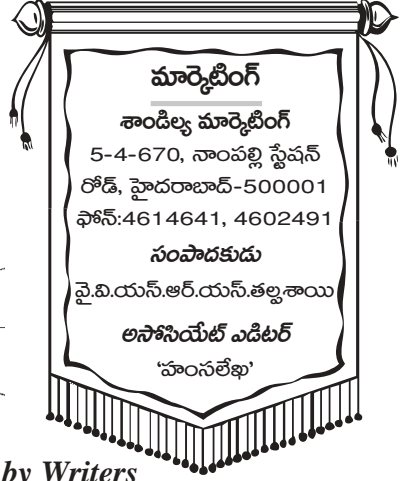 మార్కెటింగ్
శాండిల్య మార్కెటింగ్
5-4-670, నాంపల్లి స్టేషన్
రోడ్, హైదరాబాద్-500001
ఫోన్:4614641, 4602491
సంపాదకుడు
వై.వి.యస్.ఆర్.యస్.తల్పశాయి
అసోసియేట్ ఎడిటర్
‘హంసలేఖ’
by Writers